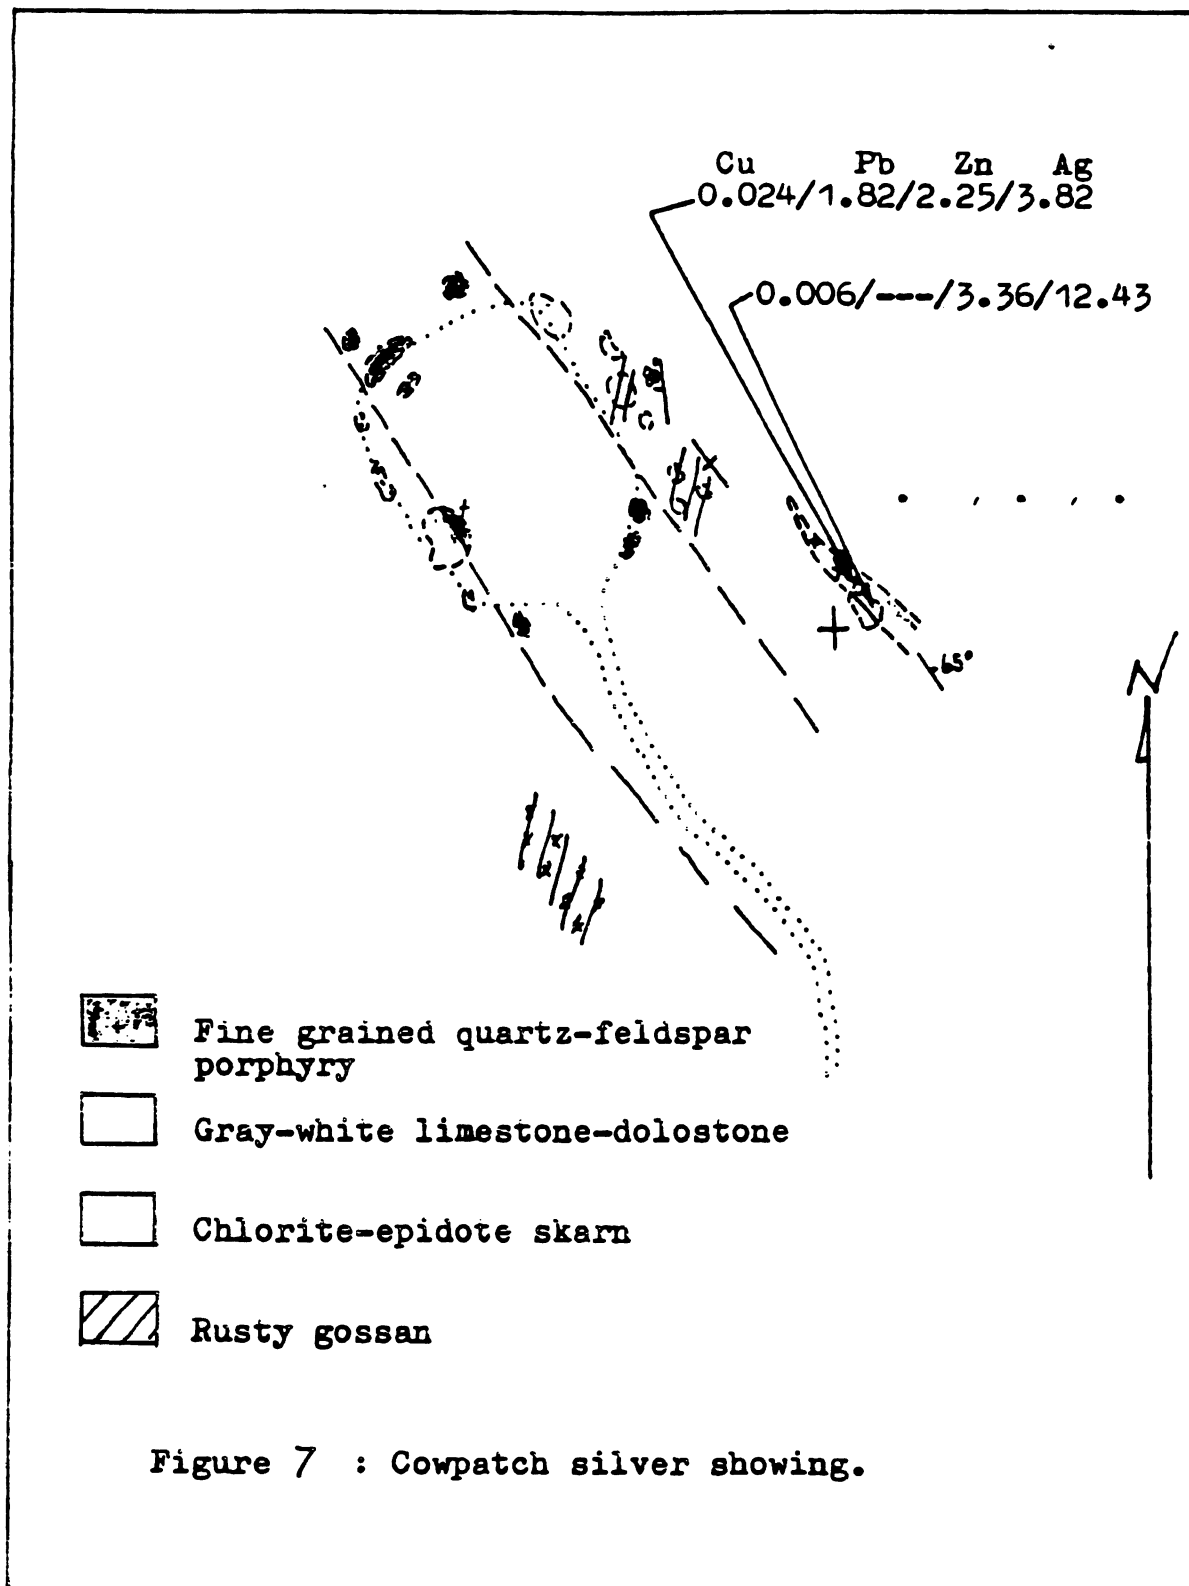 Cu Pb Zn Ag
0.024/1.82/2.25/3.82
0.006/---/3.36/12.43
65°
N
Fine grained quartz-feldspar
porphyry
Gray-white limestone-dolostone
Chlorite-epidote skarn
Rusty gossan
Figure 7 : Cowpatch silver showing.